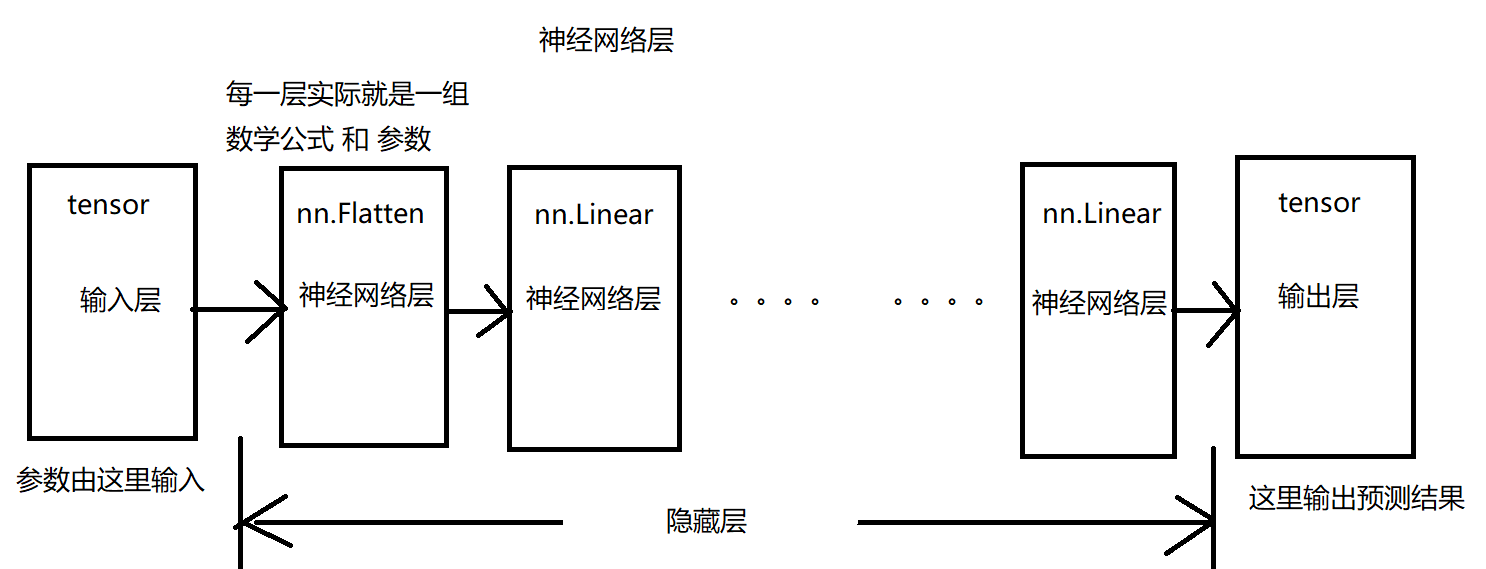 神经网络层
每一层实际就是一组
数学公式 和 参数
tensor
输入层
nn.Flatten
神经网络层
nn.Linear
神经网络层
。。。。
。。。。
nn.Linear
神经网络层
tensor
输出层
参数由这里输入
隐藏层
这里输出预测结果